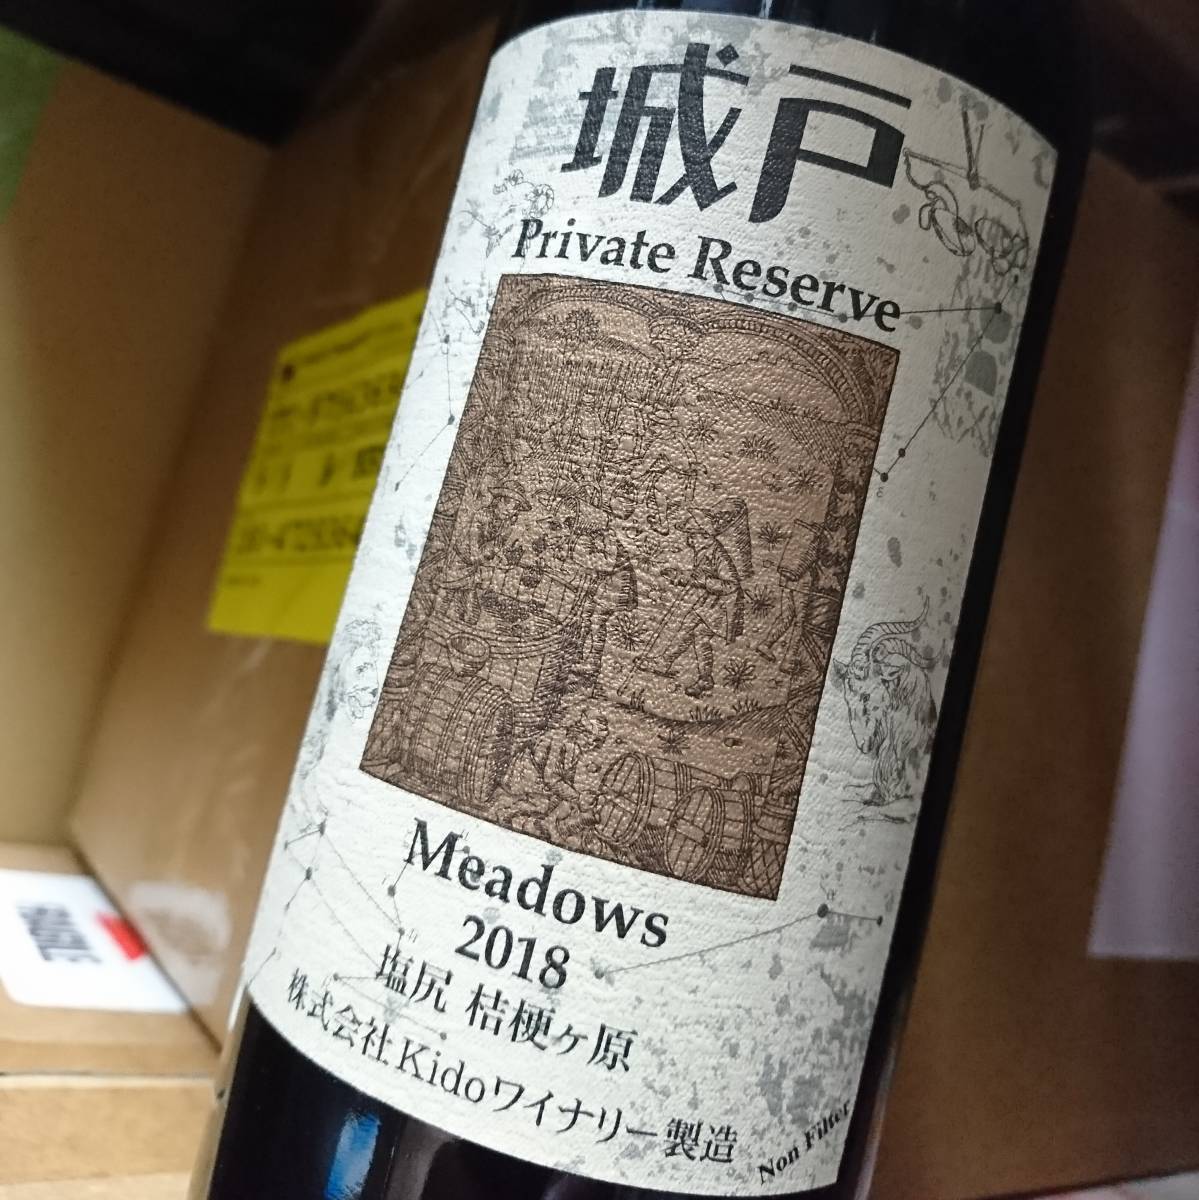 城戸
Private Reserve
Meadows
2018
塩尻 桔梗ヶ原
株式会社Kidoワイナリー製造
Non Filter